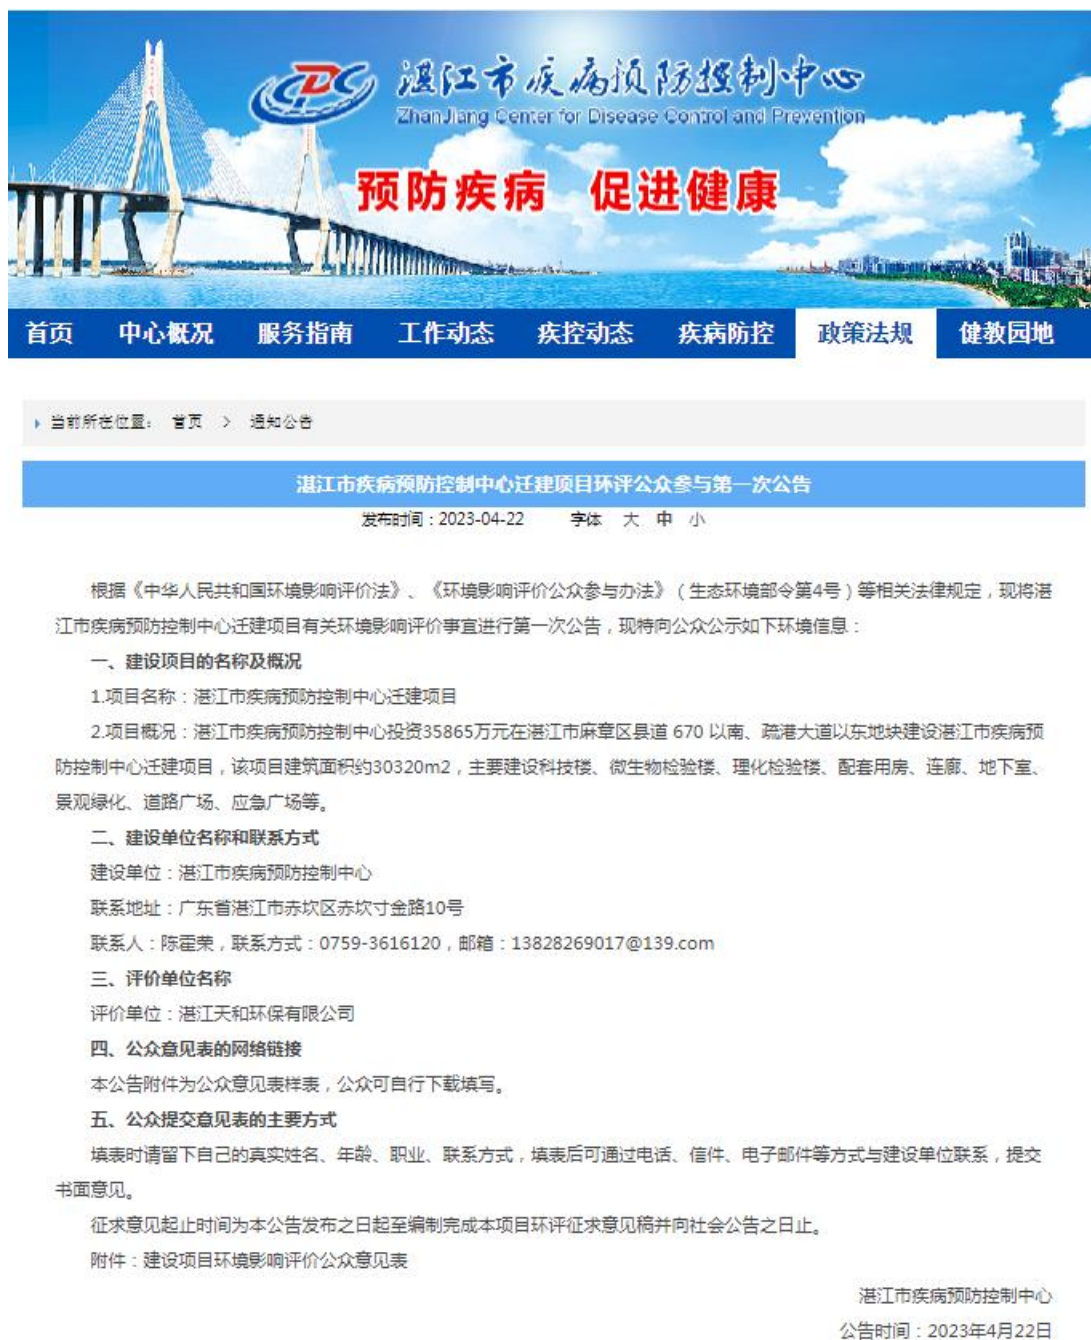 CDC
湛江市疾病预防控制中心
ZhanJiang Center for Disease Control and Prevention
预防疾病 促进健康
首页 中心概况 服务指南 工作动态 疾控动态 疾病防控 政策法规 健教园地
当前所在位置： 首页 > 通知公告
湛江市疾病预防控制中心迁建项目环评公众参与第一次公告
发布时间：2023-04-22 字体 大 中 小
根据《中华人民共和国环境影响评价法》、《环境影响评价公众参与办法》（生态环境部令第4号）等相关法律规定，现将湛
江市疾病预防控制中心迁建项目有关环境影响评价事宜进行第一次公告，现特向公众公示如下环境信息：
一、建设项目的名称及概况
1.项目名称：湛江市疾病预防控制中心迁建项目
2.项目概况：湛江市疾病预防控制中心投资35865万元在湛江市麻章区县道 670 以南、疏港大道以东地块建设湛江市疾病预
防控制中心迁建项目，该项目建筑面积约30320m2，主要建设科技楼、微生物检验楼、理化检验楼、配套用房、连廊、地下室、
景观绿化、道路广场、应急广场等。
二、建设单位名称和联系方式
建设单位：湛江市疾病预防控制中心
联系地址：广东省湛江市赤坎区赤坎寸金路10号
联系人：陈霍荣，联系方式：0759-3616120，邮箱：13828269017@139.com
三、评价单位名称
评价单位：湛江天和环保有限公司
四、公众意见表的网络链接
本公告附件为公众意见表样表，公众可自行下载填写。
五、公众提交意见表的主要方式
填表时请留下自己的真实姓名、年龄、职业、联系方式，填表后可通过电话、信件、电子邮件等方式与建设单位联系，提交
书面意见。
征求意见起止时间为本公告发布之日起至编制完成本项目环评征求意见稿并向社会公告之日止。
附件：建设项目环境影响评价公众意见表
湛江市疾病预防控制中心
公告时间：2023年4月22日